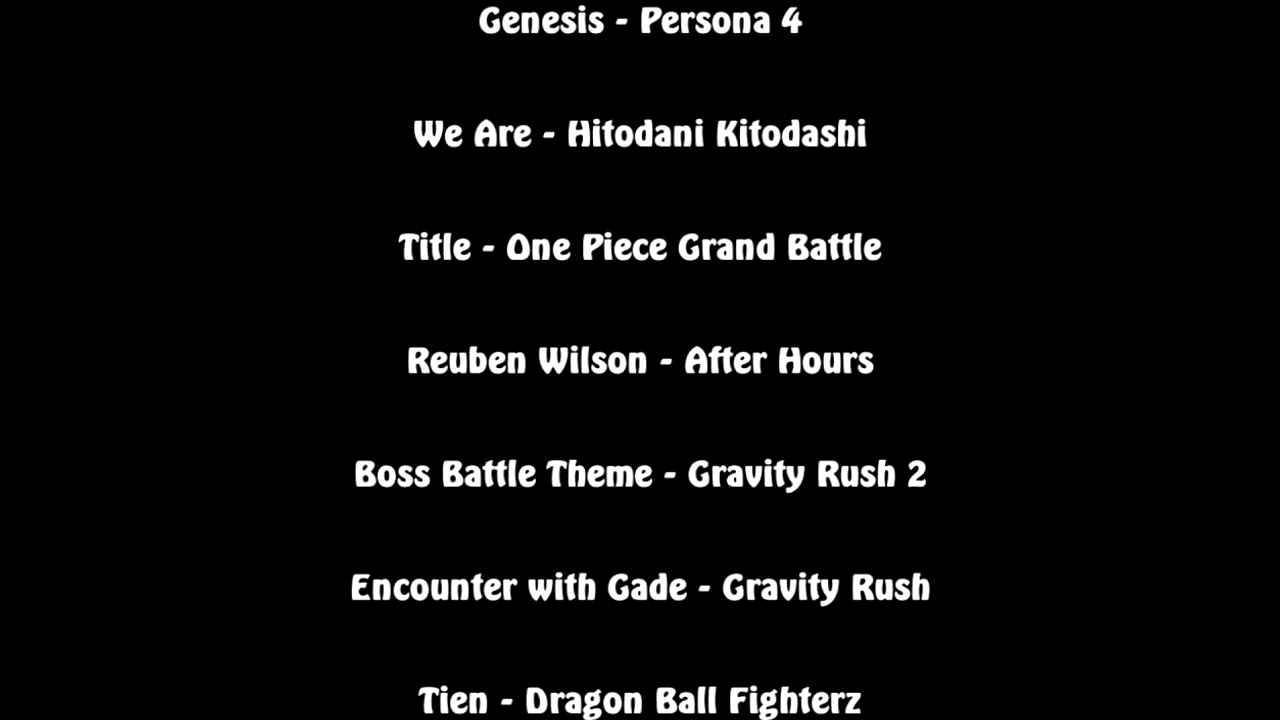 Genesis - Persona 4
We Are - Hitodani Kitodashi
Title - One Piece Grand Battle
Reuben Wilson - After Hours
Boss Battle Theme - Gravity Rush 2
Encounter with Gade - Gravity Rush
Tien - Dragon Ball Fighterz